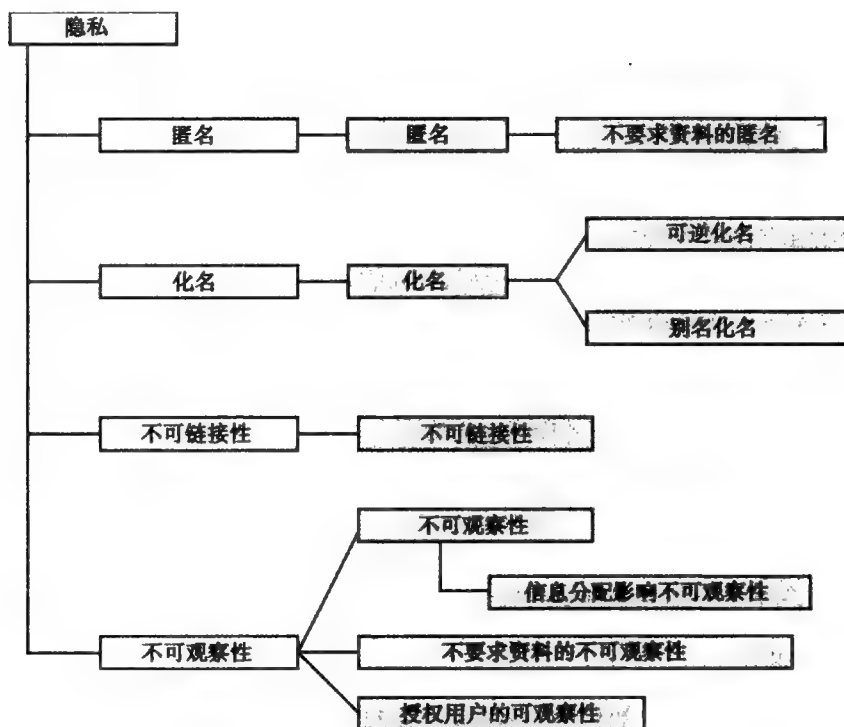 隐私
匿名
匿名
不要求资料的匿名
可逆化名
化名
化名
别名化名
不可链接性
不可链接性
不可观察性
信息分配影响不可观察性
不可观察性
不要求资料的不可观察性
授权用户的可观察性